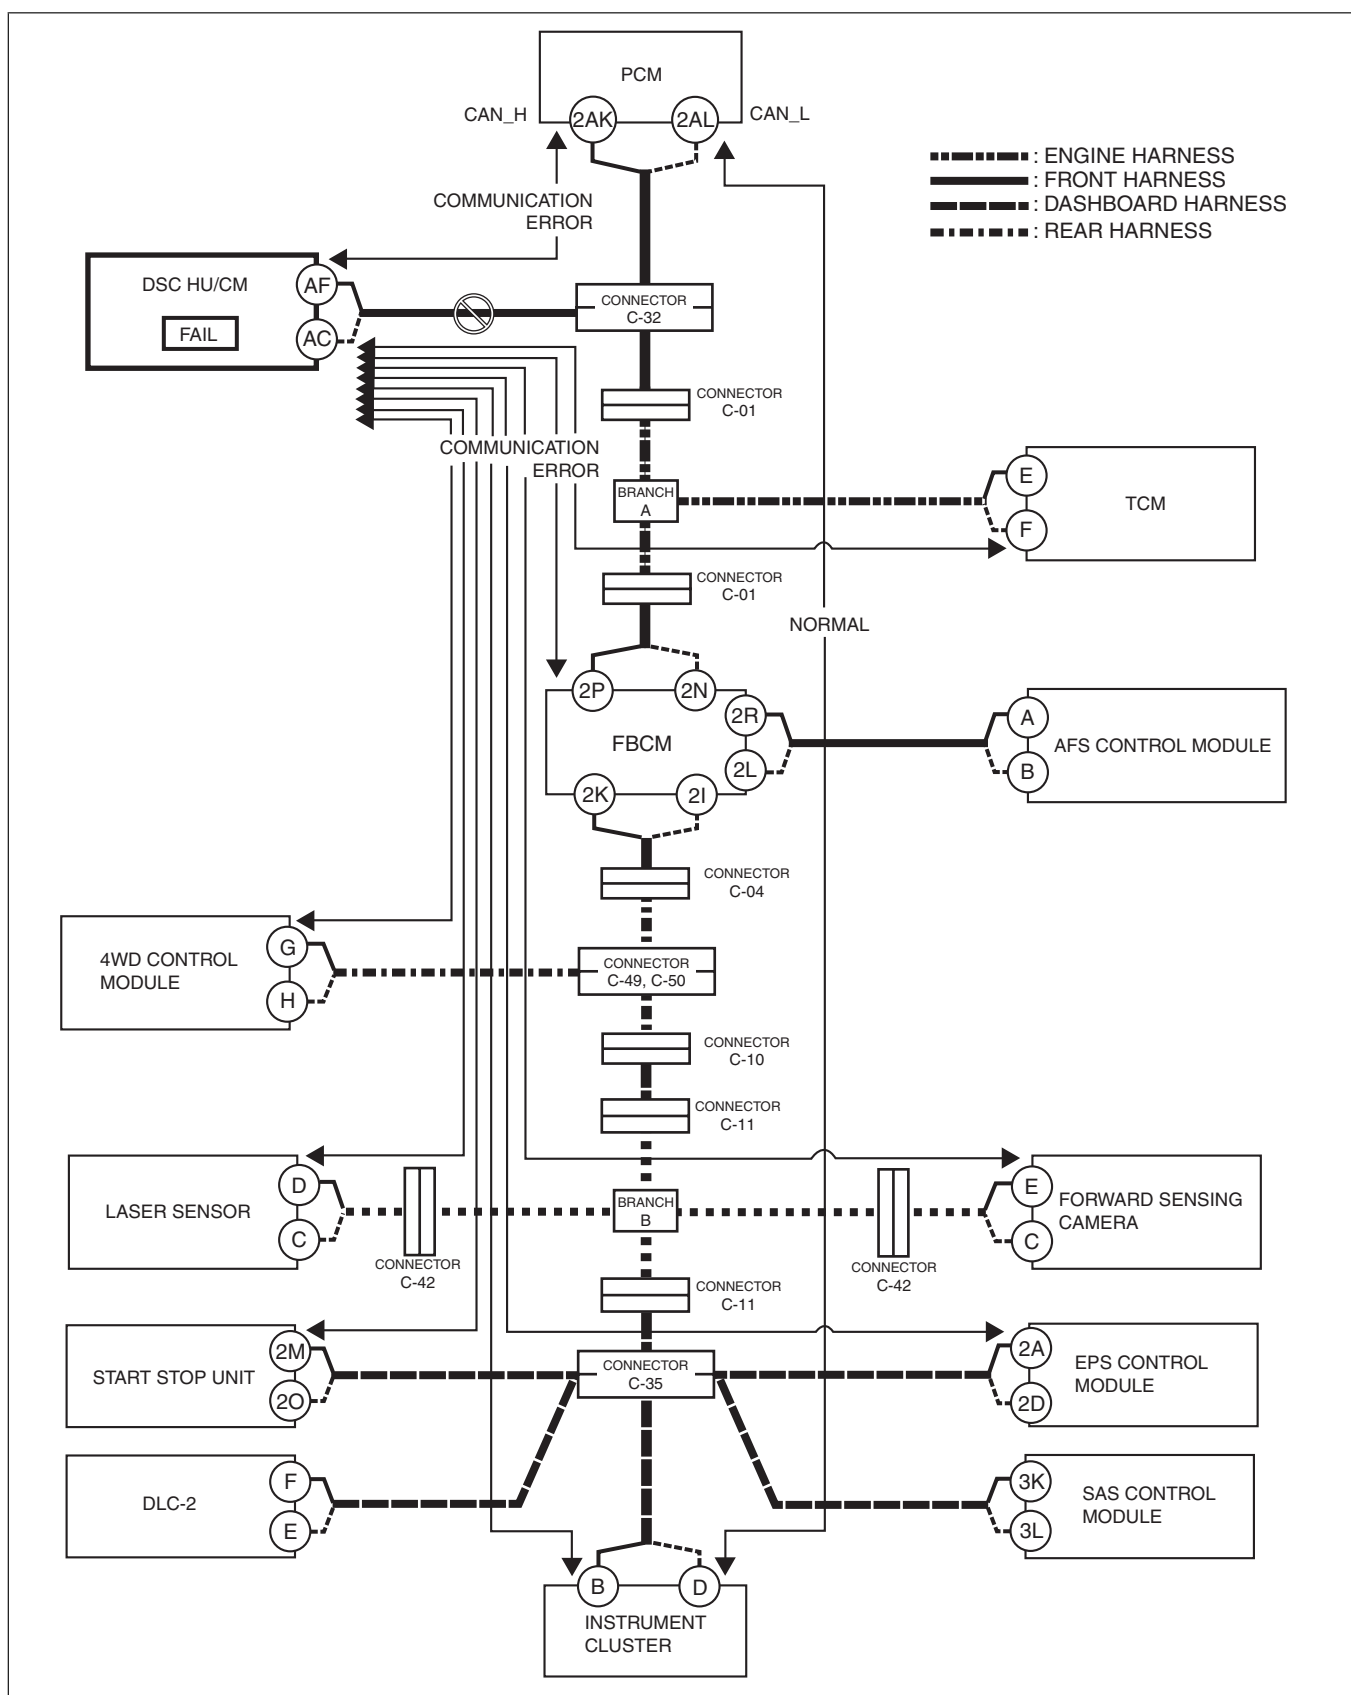 PCM
CAN_H
2AK
2AL
CAN_L
: ENGINE HARNESS
: FRONT HARNESS
: DASHBOARD HARNESS
: REAR HARNESS
COMMUNICATION
ERROR
DSC HU/CM
FAIL
AF
AC
CONNECTOR
C-32
CONNECTOR
C-01
COMMUNICATION
ERROR
BRANCH
A
E
F
TCM
CONNECTOR
C-01
NORMAL
2P
2N
2R
2L
FBCM
2K
2I
A
B
AFS CONTROL MODULE
CONNECTOR
C-04
4WD CONTROL
MODULE
G
H
CONNECTOR
C-49, C-50
CONNECTOR
C-10
CONNECTOR
C-11
LASER SENSOR
D
C
CONNECTOR
C-42
BRANCH
B
CONNECTOR
C-42
E
C
FORWARD SENSING
CAMERA
CONNECTOR
C-11
START STOP UNIT
2M
2O
CONNECTOR
C-35
2A
2D
EPS CONTROL
MODULE
DLC-2
F
E
3K
3L
SAS CONTROL
MODULE
B
D
INSTRUMENT
CLUSTER